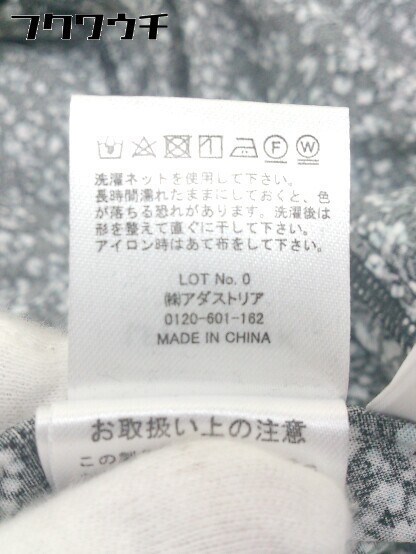 フクワウチ
F W
洗濯ネットを使用して下さい。
長時間濡れたままにしておくと、色
が落ちる恐れがあります。洗濯後は
形を整えて直ぐに干して下さい。
アイロン時はあて布をして下さい。
LOT No. 0
㈱アダストリア
0120-601-162
MADE IN CHINA
お取扱い上の注意
この製